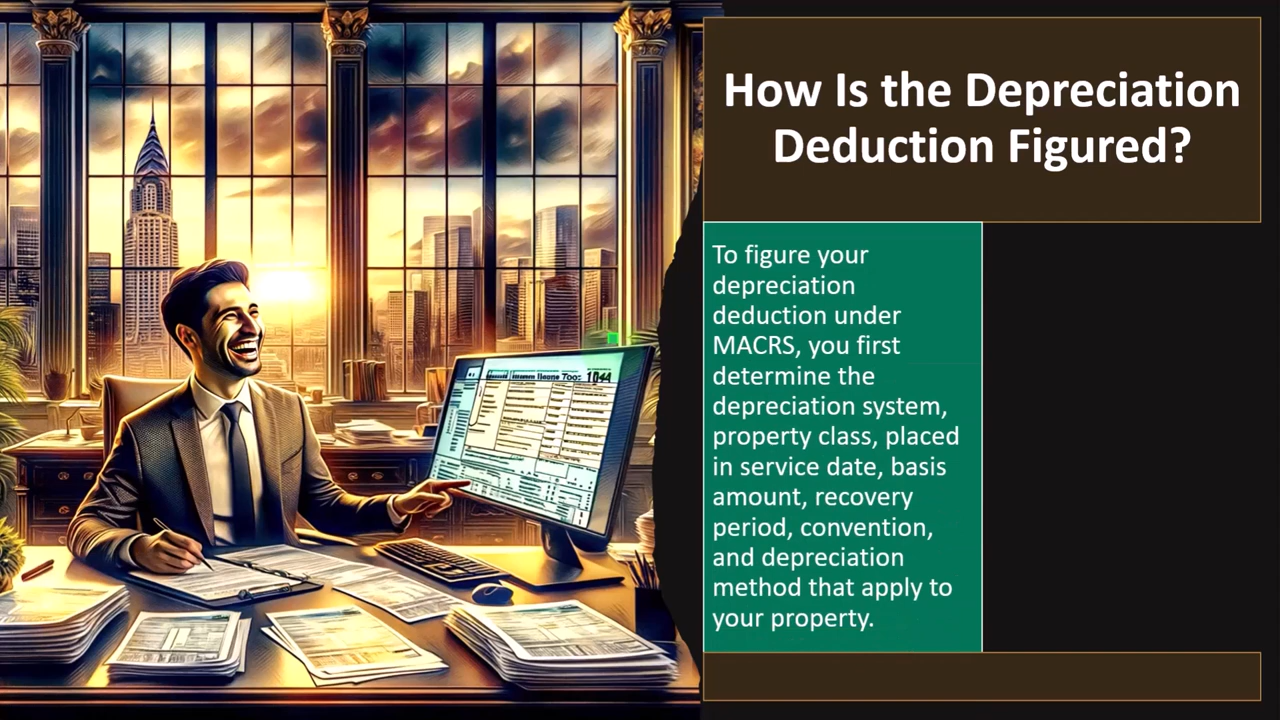 How Is the Depreciation
Deduction Figured?
To figure your
depreciation
deduction under
MACRS, you first
determine the
depreciation system,
property class, placed
in service date, basis
amount, recovery
period, convention,
and depreciation
method that apply to
your property.
1044